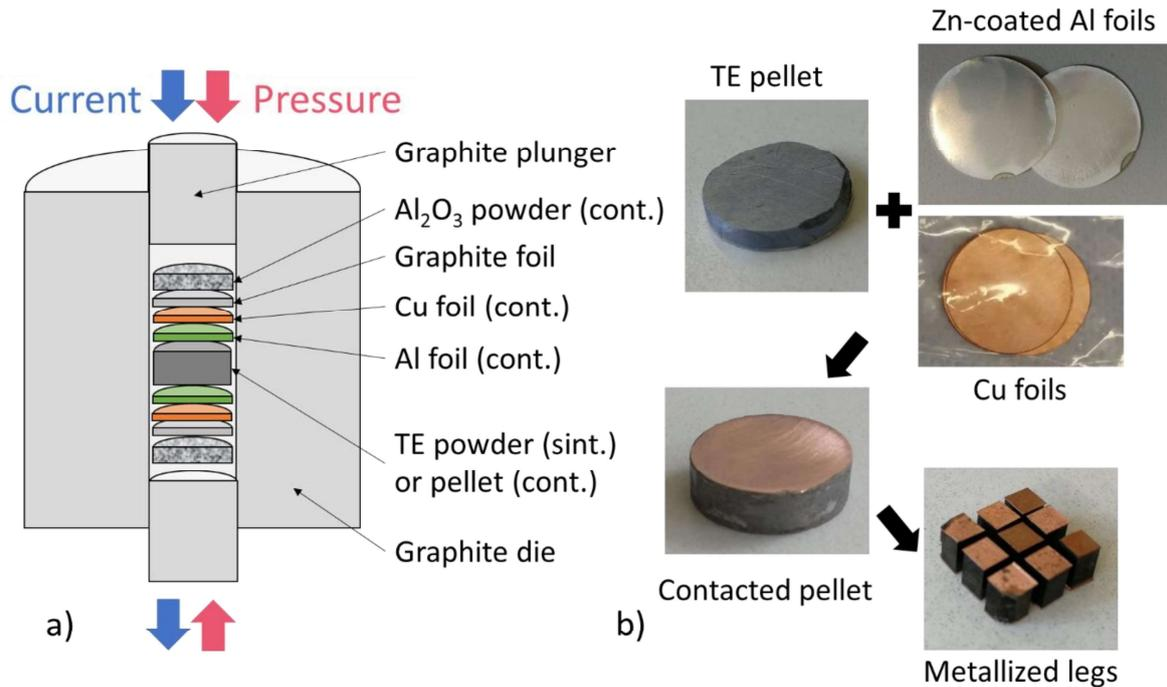 Current
Pressure
Graphite plunger
Al₂O₃ powder (cont.)
Graphite foil
Cu foil (cont.)
Al foil (cont.)
TE powder (sint.)
or pellet (cont.)
Graphite die
a)
Zn-coated Al foils
TE pellet
Cu foils
Contacted pellet
b)
Metallized legs